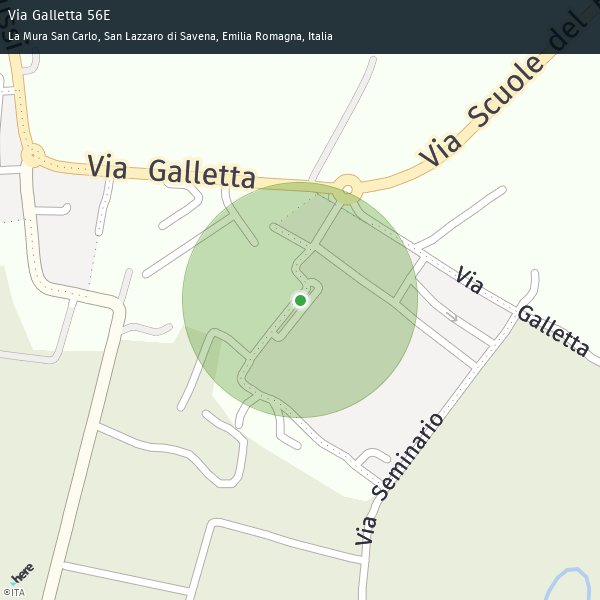 Via Galletta 56E
La Mura San Carlo, San Lazzaro di Savena, Emilia Romagna, Italia
Via Scuole del
Via Galletta
Via Galletta
Via Seminario
here
©ITA